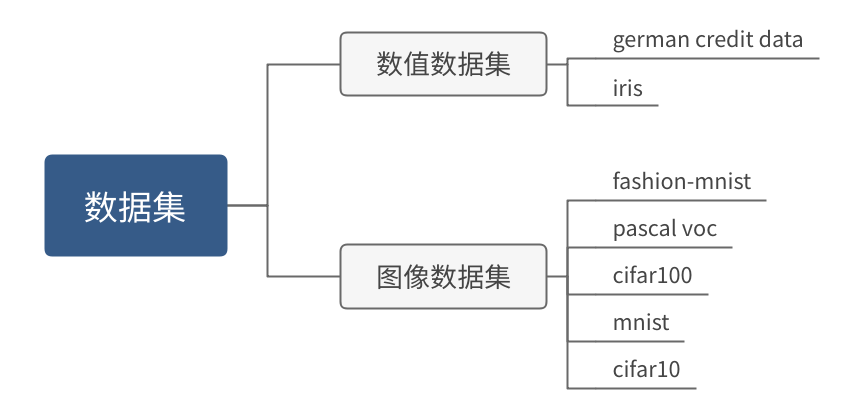 数据集
数值数据集
german credit data
iris
图像数据集
fashion-mnist
pascal voc
cifar100
mnist
cifar10